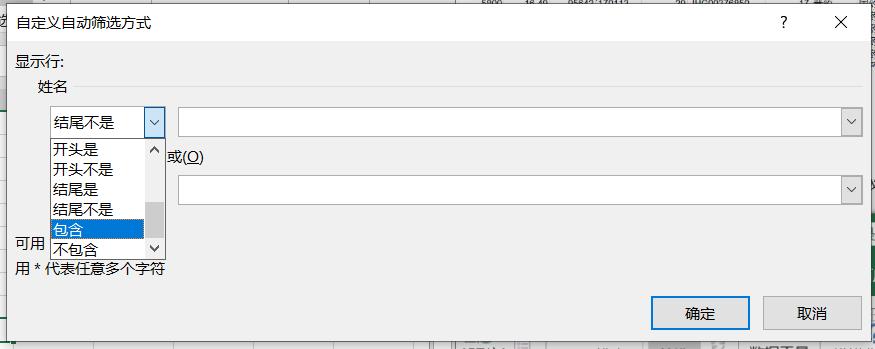 自定义自动筛选方式
?
显示行:
姓名
结尾不是
开头是
开头不是
结尾是
结尾不是
包含
不包含
或(O)
可用
用 * 代表任意多个字符
确定
取消